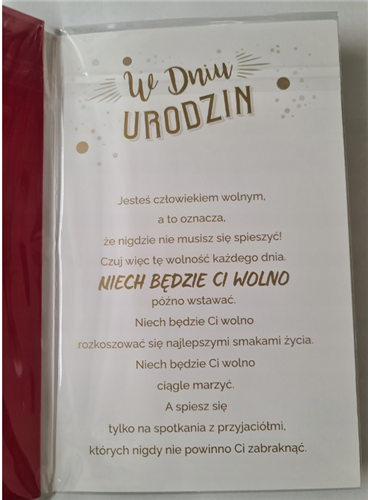 W Dniu
URODZIN
Jesteś człowiekiem wolnym,
a to oznacza,
że nigdzie nie musisz się spieszyć!
Czuj więc tę wolność każdego dnia.
NIECH BĘDZIE CI WOLNO
późno wstawać.
Niech będzie Ci wolno
rozkoszować się najlepszymi smakami życia.
Niech będzie Ci wolno
ciągle marzyć.
A spiesz się
tylko na spotkania z przyjaciółmi,
których nigdy nie powinno Ci zabraknąć.